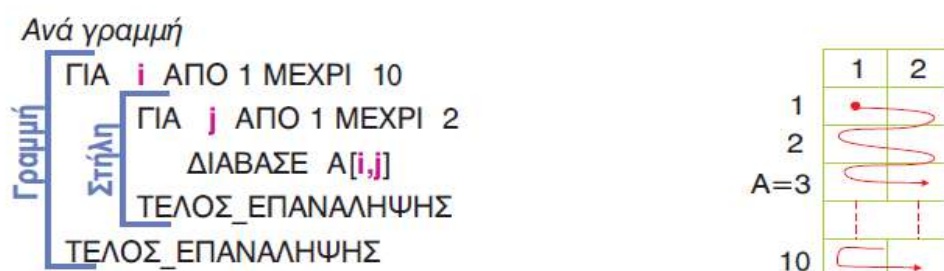 Ανά γραμμή
Γραμμή
ΓΙΑ i ΑΠΟ 1 ΜΕΧΡΙ 10
Στήλη
ΓΙΑ j ΑΠΟ 1 ΜΕΧΡΙ 2
ΔΙΑΒΑΣΕ Α[i,j]
ΤΕΛΟΣ_ΕΠΑΝΑΛΗΨΗΣ
ΤΕΛΟΣ_ΕΠΑΝΑΛΗΨΗΣ
1 2
1
2
Α=3
10